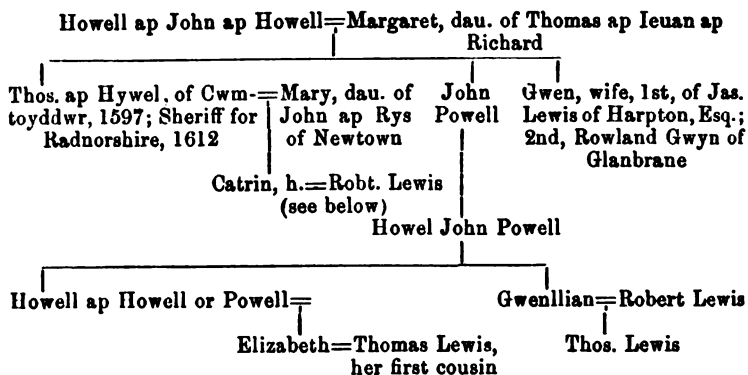 Howell ap John ap Howell=Margaret, dau. of Thomas ap Ieuan ap
Richard
Thos. ap Hywel, of Cwm-=Mary, dau. of John Gwen, wife, 1st, of Jas.
toyddwr, 1597; Sheriff for John ap Rys Powell Lewis of Harpton, Esq.;
Radnorshire, 1612 of Newtown 2nd, Rowland Gwyn of
Glanbrane
Catrin, h.=Robt. Lewis
(see below)
Howel John Powell
Howell ap Howell or Powell= Gwenllian=Robert Lewis
Elizabeth=Thomas Lewis, Thos. Lewis
her first cousin